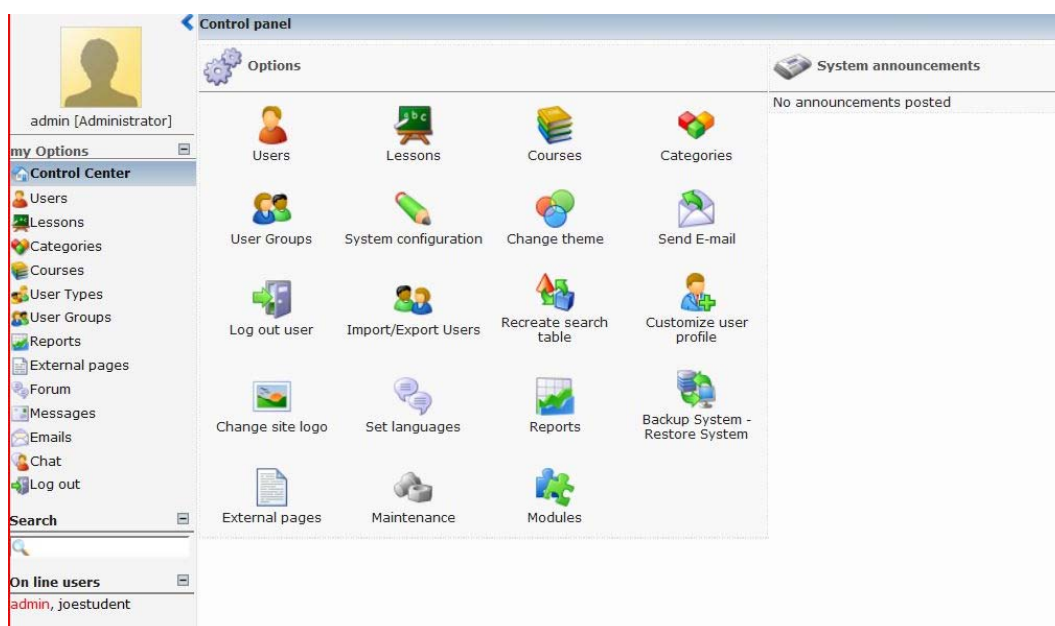 admin [Administrator]
my Options
Control Center
Users
Lessons
Categories
Courses
User Types
User Groups
Reports
External pages
Forum
Messages
Emails
Chat
Log out
Search
On line users
admin, joestudent
Control panel
Options
Users
Lessons
Courses
Categories
User Groups
System configuration
Change theme
Send E-mail
Log out user
Import/Export Users
Recreate search
table
Customize user
profile
Change site logo
Set languages
Reports
Backup System -
Restore System
External pages
Maintenance
Modules
System announcements
No announcements posted